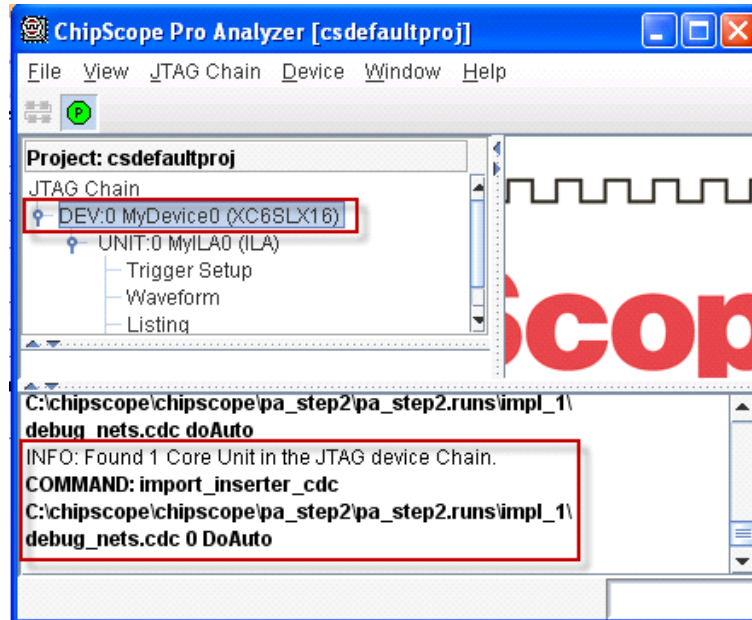 ChipScope Pro Analyzer [csdefaultproj]
File View JTAG Chain Device Window Help
P
Project: csdefaultproj
JTAG Chain
DEV:0 MyDevice0 (XC6SLX16)
UNIT:0 MyILA0 (ILA)
Trigger Setup
Waveform
Listing
Scop
C:\chipscope\chipscope\pa_step2\pa_step2.runs\impl_1\
debug_nets.cdc doAuto
INFO: Found 1 Core Unit in the JTAG device Chain.
COMMAND: import_inserter_cdc
C:\chipscope\chipscope\pa_step2\pa_step2.runs\impl_1\
debug_nets.cdc 0 DoAuto